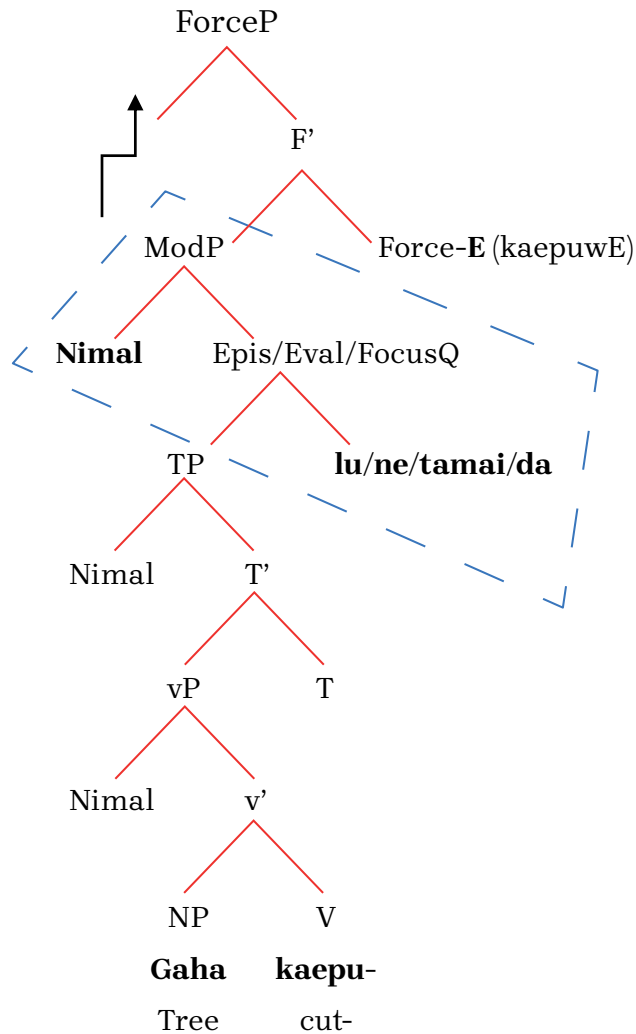 ForceP
F’
ModP Force-E (kaepuwE)
Nimal Epis/Eval/FocusQ
TP lu/ne/tamai/da
Nimal T’
vP T
Nimal v’
NP V
Gaha kaepu-
Tree cut-